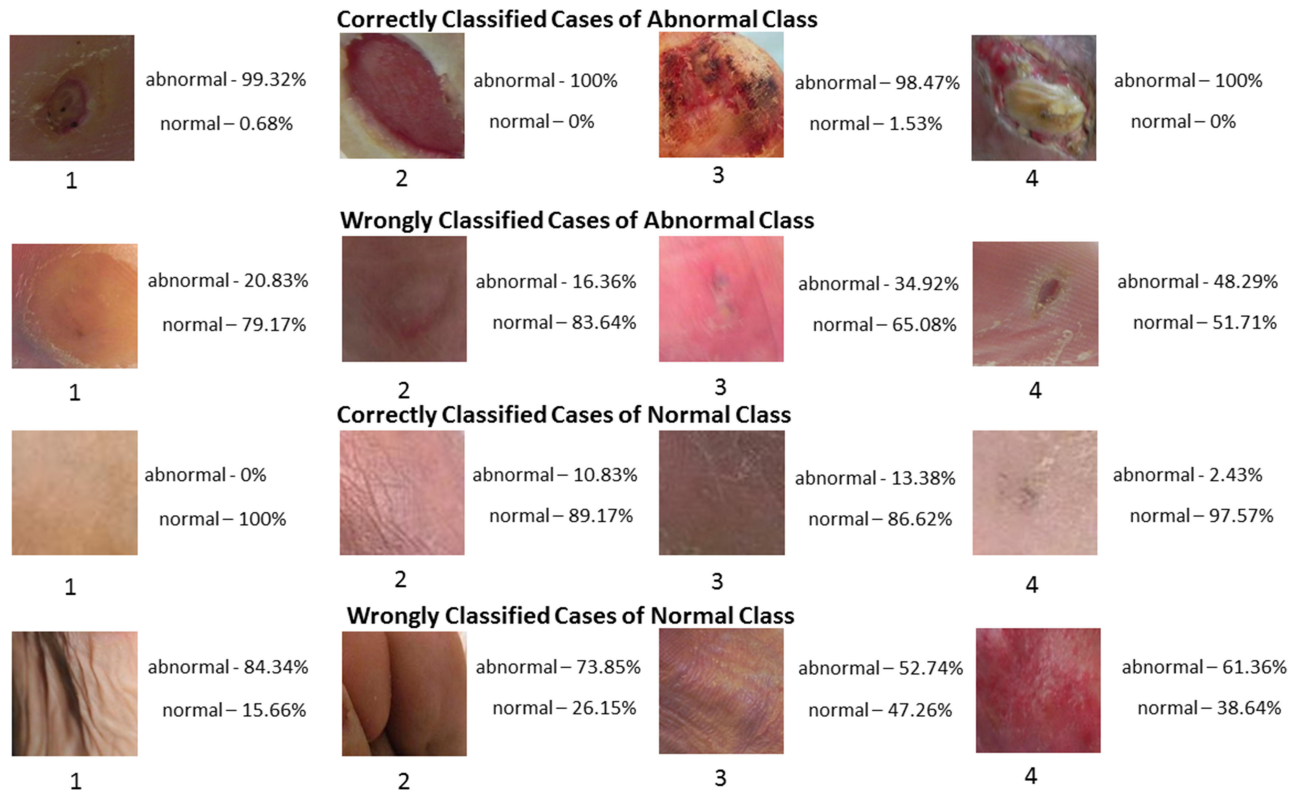 Correctly Classified Cases of Abnormal Class
abnormal - 99.32%
normal – 0.68%
1
abnormal - 100%
normal – 0%
2
abnormal - 98.47%
normal – 1.53%
3
abnormal – 100%
normal – 0%
4
Wrongly Classified Cases of Abnormal Class
abnormal - 20.83%
normal – 79.17%
1
abnormal - 16.36%
normal – 83.64%
2
abnormal - 34.92%
normal – 65.08%
3
abnormal - 48.29%
normal – 51.71%
4
Correctly Classified Cases of Normal Class
abnormal - 0%
normal – 100%
1
abnormal – 10.83%
normal – 89.17%
2
abnormal - 13.38%
normal – 86.62%
3
abnormal - 2.43%
normal – 97.57%
4
Wrongly Classified Cases of Normal Class
abnormal - 84.34%
normal – 15.66%
1
abnormal – 73.85%
normal – 26.15%
2
abnormal – 52.74%
normal – 47.26%
3
abnormal – 61.36%
normal – 38.64%
4